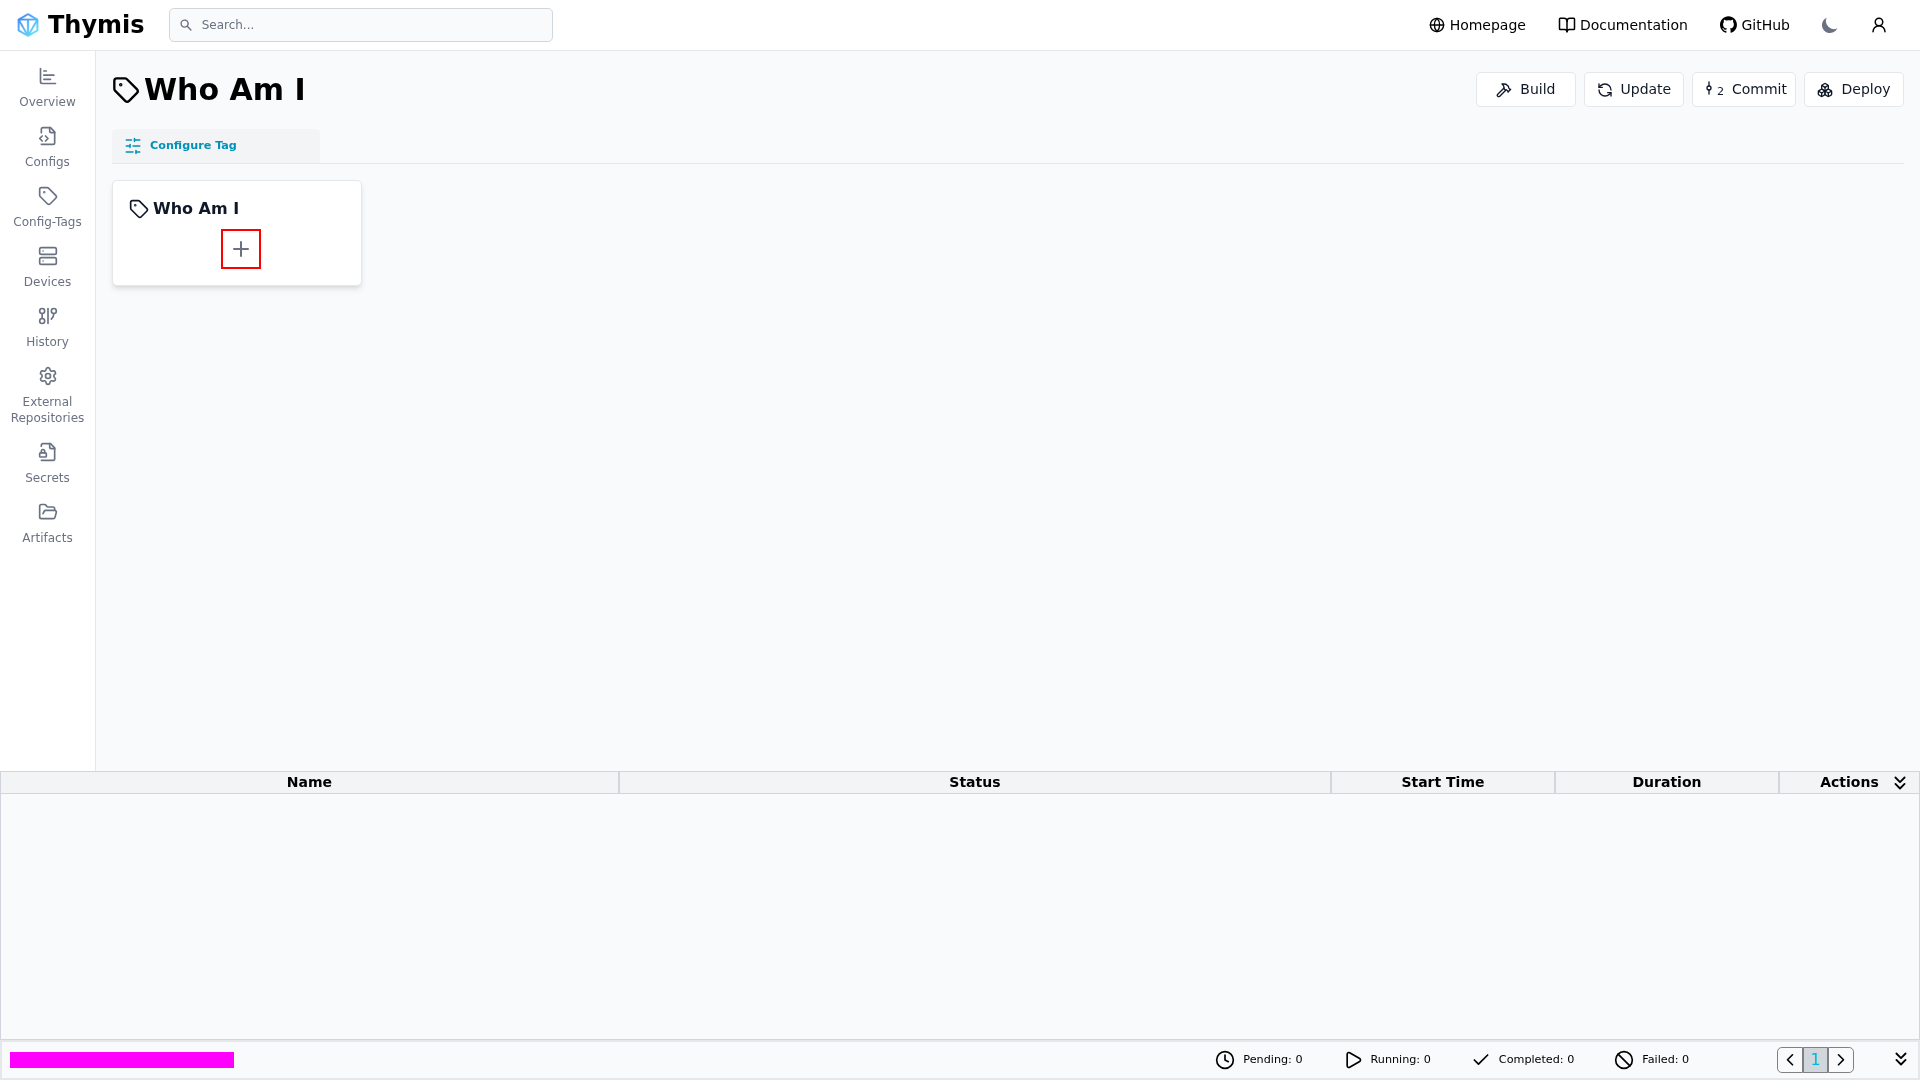 Thymis
Search...
Homepage
Documentation
GitHub
Overview
Configs
Config-Tags
Devices
History
External
Repositories
Secrets
Artifacts
Who Am I
Build
Update
2 Commit
Deploy
Configure Tag
Who Am I
Name
Status
Start Time
Duration
Actions
Pending: 0
Running: 0
Completed: 0
Failed: 0
1